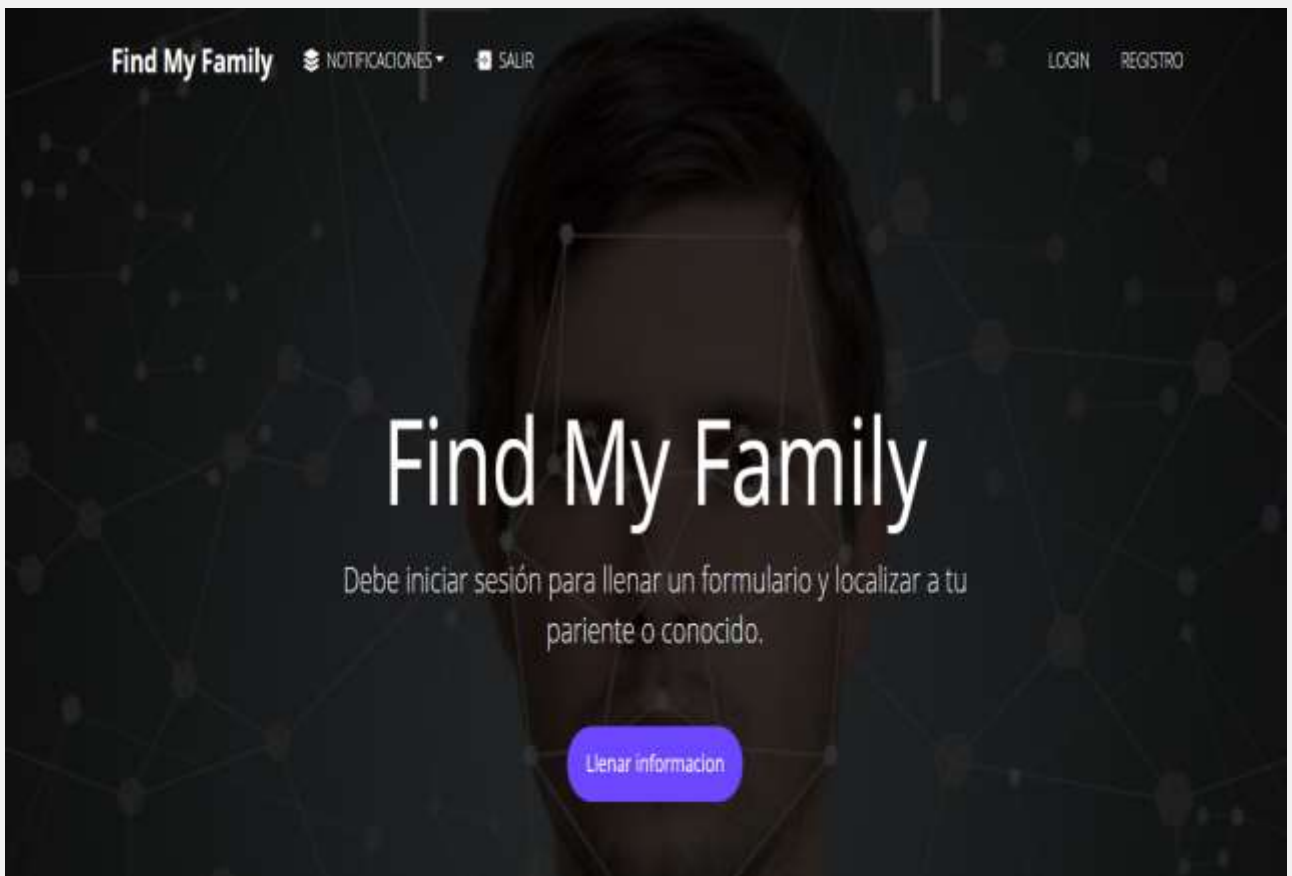 Find My Family NOTIFICACIONES SALIR LOGIN REGISTRO
Find My Family
Debe iniciar sesión para llenar un formulario y localizar a tu
pariente o conocido.
Llenar informacion